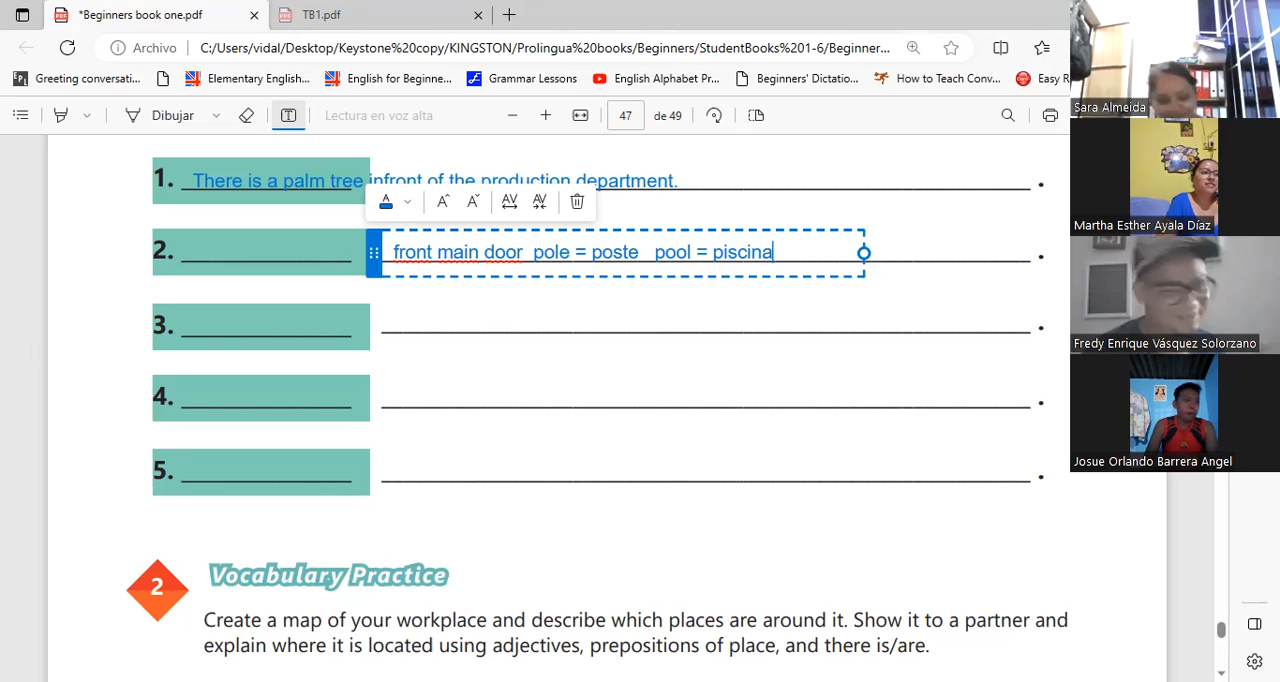 *Beginners book one.pdf
TB1.pdf
Archivo
C:/Users/vidal/Desktop/Keystone%20copy/KINGSTON/Prolingua%20books/Beginners/StudentBooks%201-6/Beginner...
Greeting conversati...
Elementary English...
English for Beginne...
Grammar Lessons
English Alphabet Pr...
Beginners' Dictatio...
How to Teach Conv...
Easy R
Dibujar
Lectura en voz alta
47
de 49
1. There is a palm tree infront of the production department.
2. front main door pole = poste pool = piscina
3.
4.
5.
2
Vocabulary Practice
Create a map of your workplace and describe which places are around it. Show it to a partner and
explain where it is located using adjectives, prepositions of place, and there is/are.
Sara Almeida
Martha Esther Ayala Díaz
Fredy Enrique Vásquez Solorzano
Josue Orlando Barrera Angel